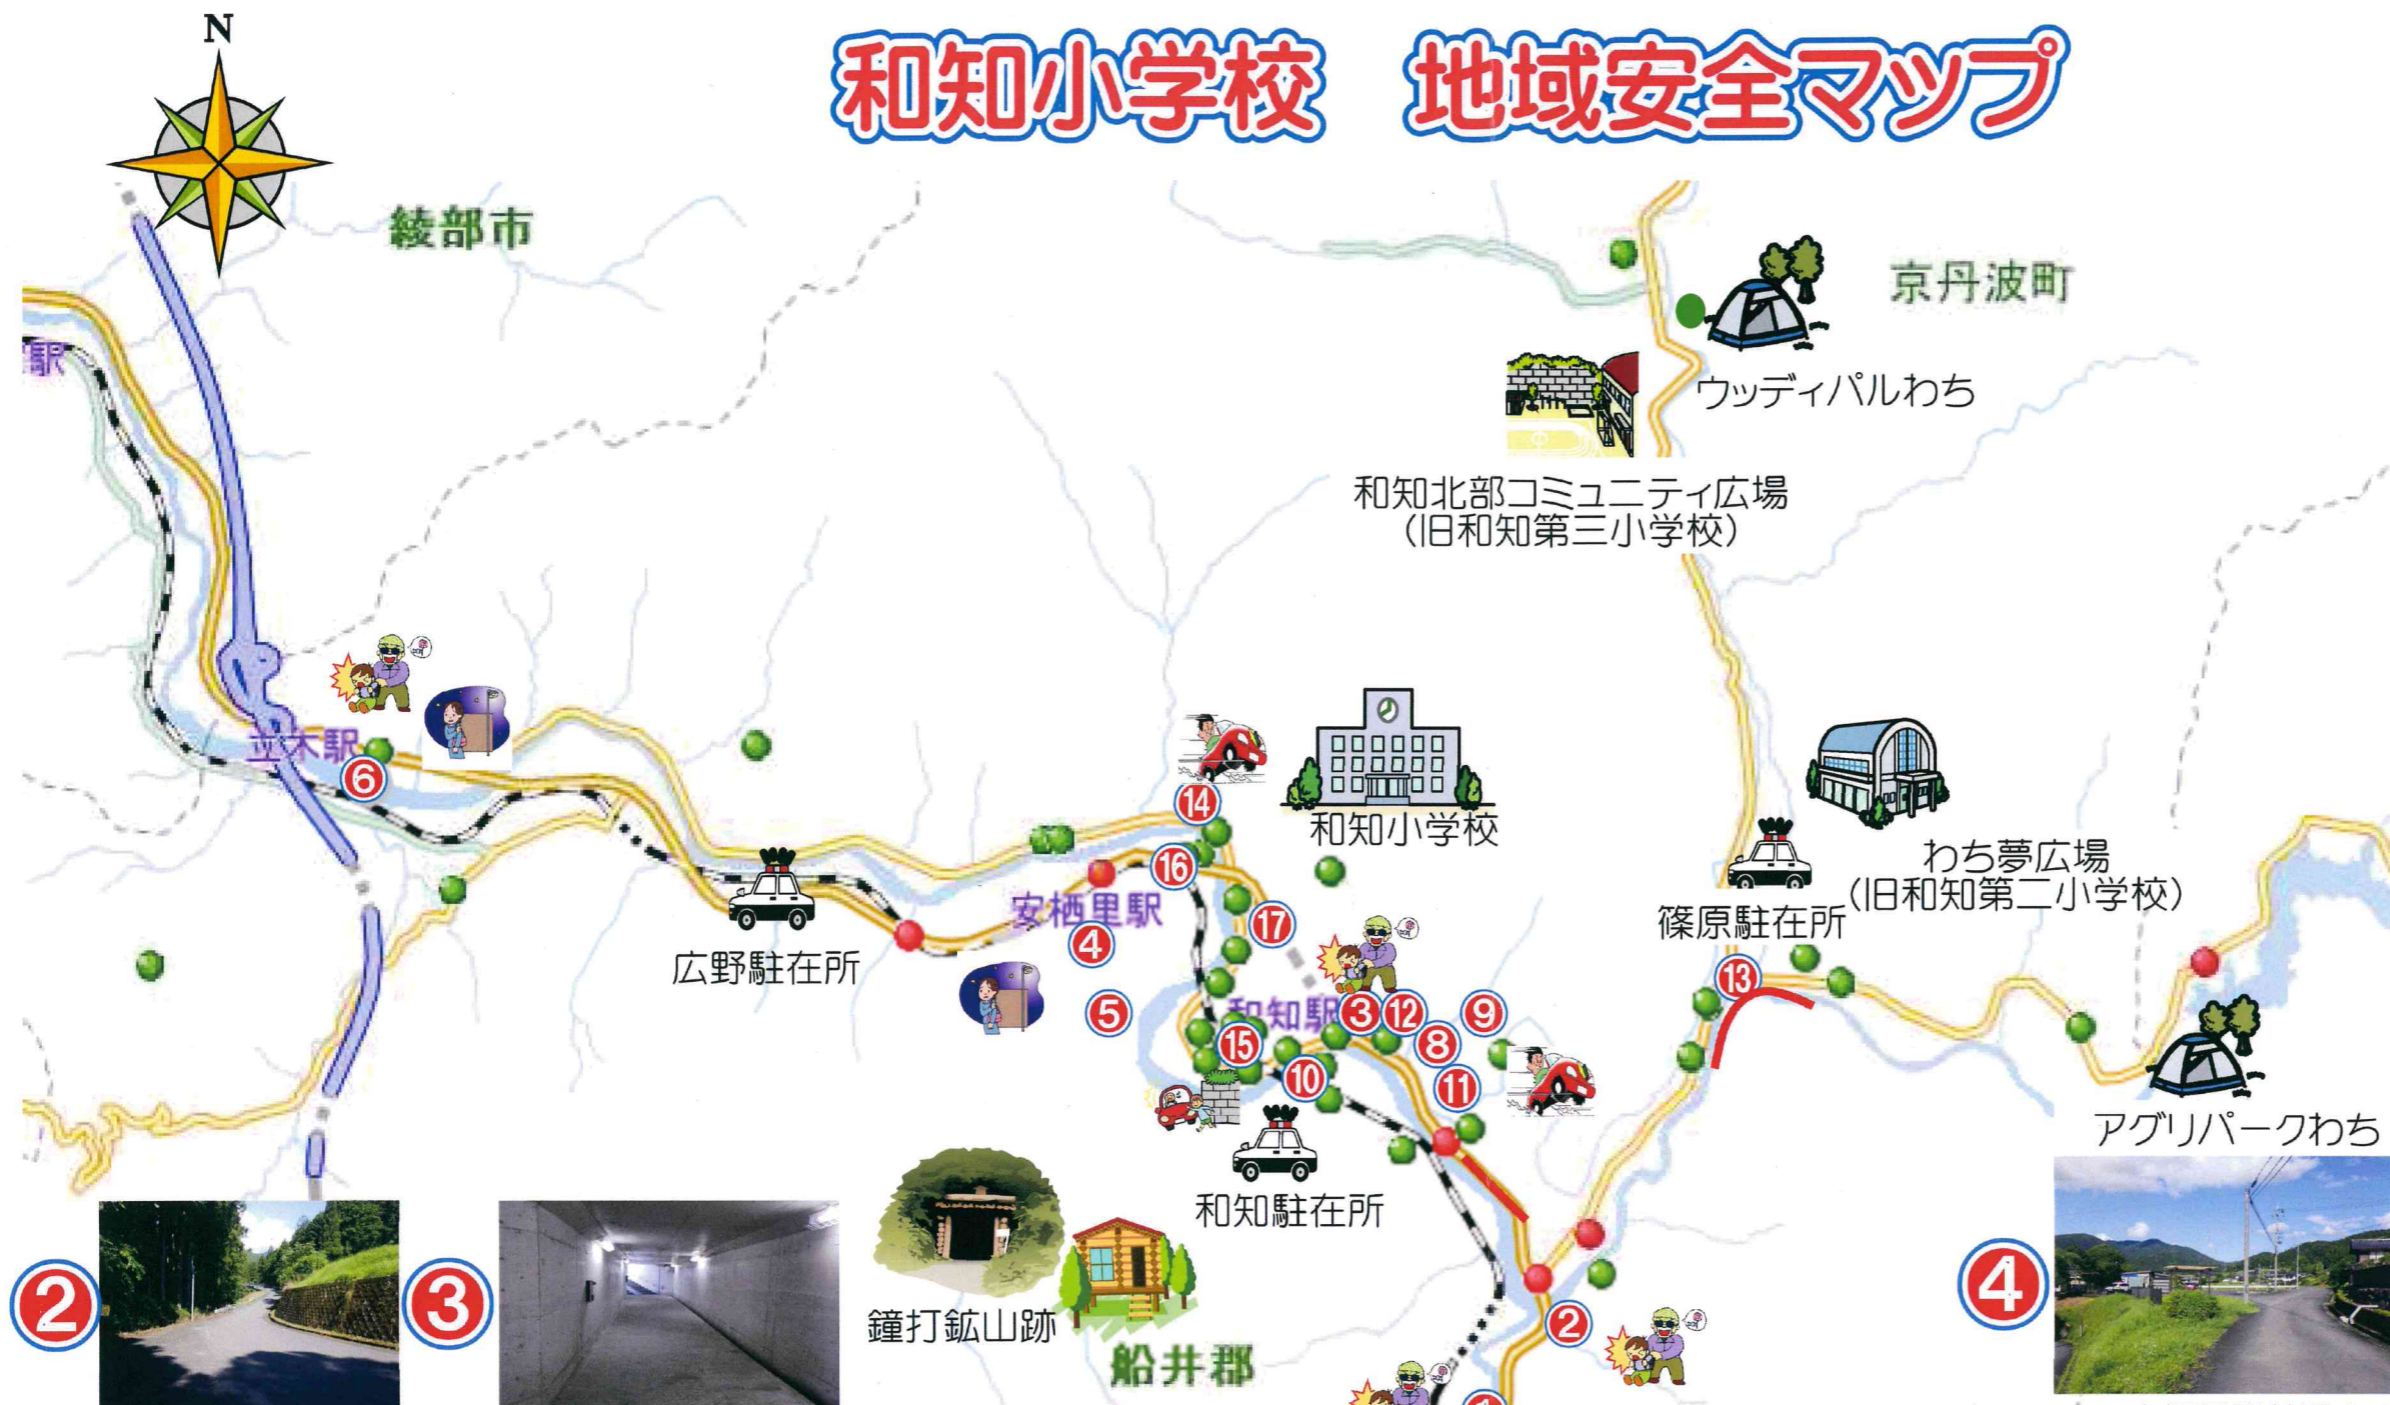 N
和知小学校 地域安全マップ
綾部市
京丹波町
駅
ウッディパルわち
和知北部コミュニティ広場
(旧和知第三小学校)
立木駅
⑥
⑭
和知小学校
⑯
わち夢広場
(旧和知第二小学校)
安栖里駅
④
⑰
篠原駐在所
広野駐在所
⑬
⑤
和知駅
③
⑫
⑨
⑮
⑧
⑩
⑪
アグリパークわち
和知駐在所
②
③
④
鐘打鉱山跡
②
船井郡
①